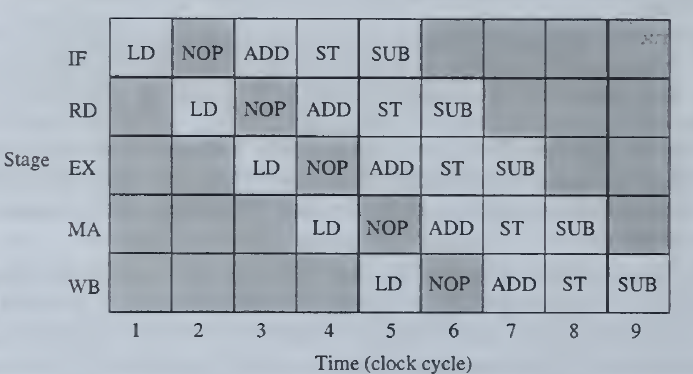 IF LD NOP ADD ST SUB
RD LD NOP ADD ST SUB
Stage EX LD NOP ADD ST SUB
MA LD NOP ADD ST SUB
WB LD NOP ADD ST SUB
1 2 3 4 5 6 7 8 9
Time (clock cycle)